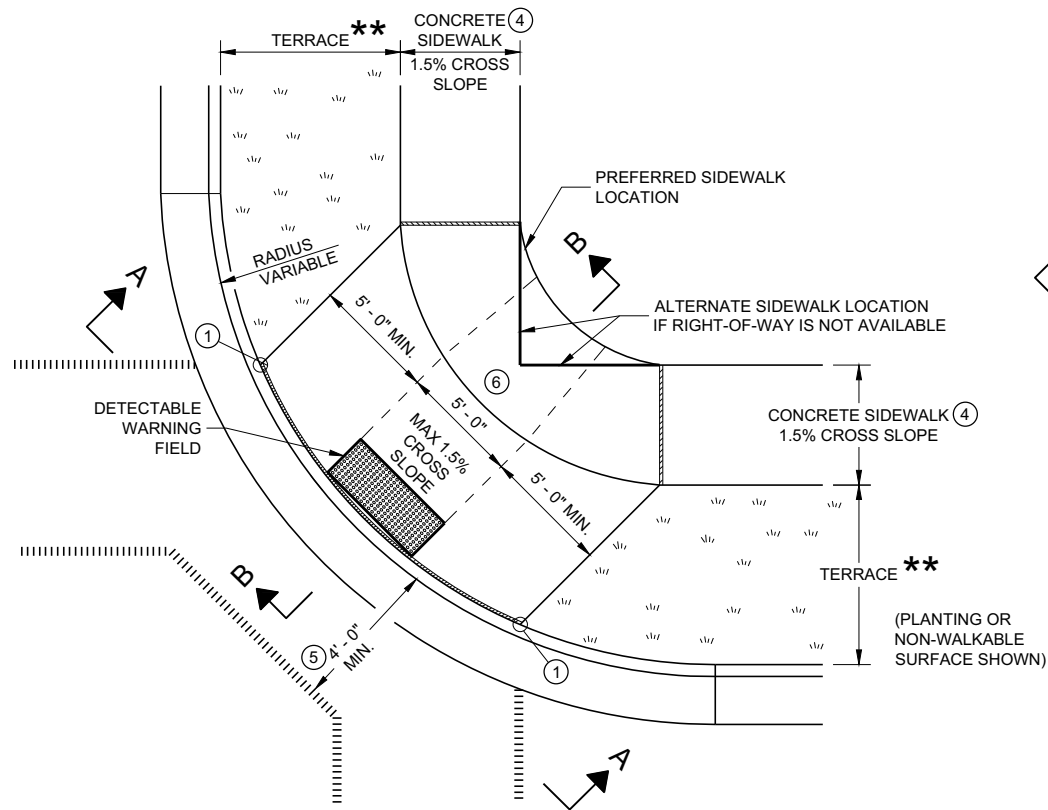 CONCRETE 4
SIDEWALK
1.5% CROSS
SLOPE
TERRACE **
PREFERRED SIDEWALK
LOCATION
B
RADIUS
VARIABLE
A
ALTERNATE SIDEWALK LOCATION
IF RIGHT-OF-WAY IS NOT AVAILABLE
1
5' - 0" MIN.
6
DETECTABLE
WARNING
FIELD
5' - 0"
MAX 1.5%
CROSS
SLOPE
5' - 0" MIN.
CONCRETE SIDEWALK 4
1.5% CROSS SLOPE
TERRACE **
(PLANTING OR
NON-WALKABLE
SURFACE SHOWN)
B
5 4' - 0"
MIN.
1
A